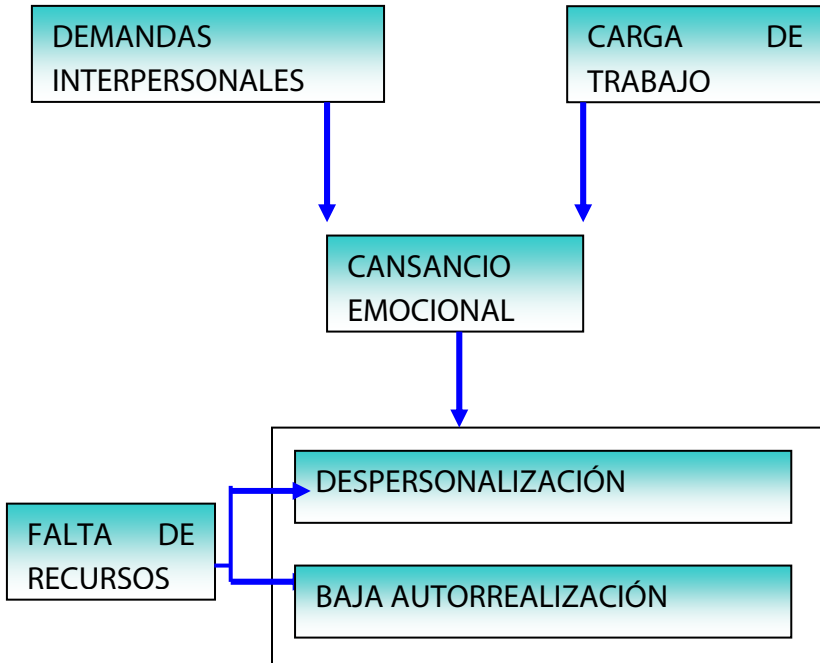 DEMANDAS
INTERPERSONALES
CARGA DE
TRABAJO
CANSANCIO
EMOCIONAL
DESPERSONALIZACIÓN
FALTA DE
RECURSOS
BAJA AUTORREALIZACIÓN